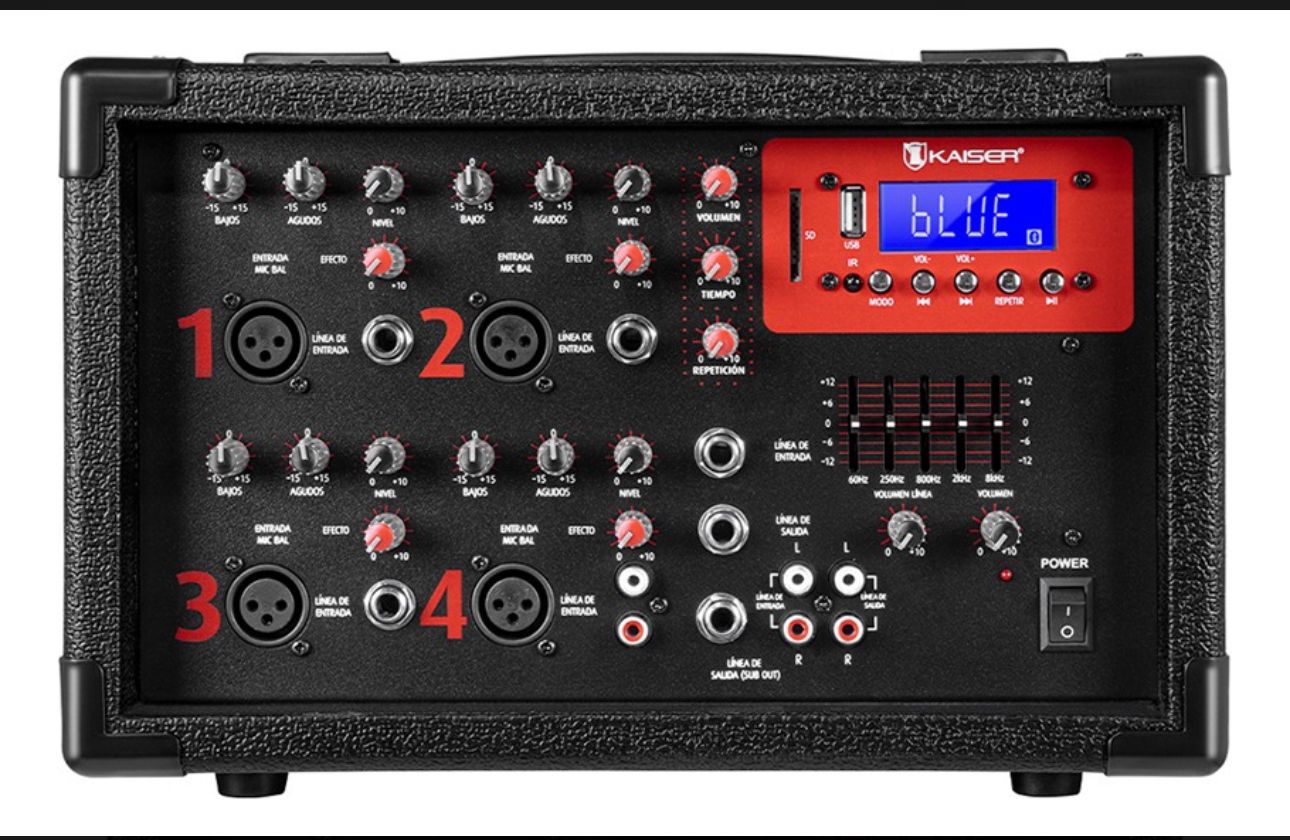 KAISER®
-15 +15
BAJOS
-15 +15
AGUDOS
0 +10
NIVEL
-15 +15
BAJOS
-15 +15
AGUDOS
0 +10
NIVEL
0 +10
VOLUMEN
SD
USB
bLUE
IR
VOL- VOL+
MODO
REPETIR
ENTRADA
MIC BAL
EFECTO
0 +10
ENTRADA
MIC BAL
EFECTO
0 +10
0 +10
TIEMPO
1
LÍNEA DE
ENTRADA
2
LÍNEA DE
ENTRADA
0 +10
REPETICIÓN
+12 +12
+6 +6
0 0
-6 -6
-12 -12
60Hz 250Hz 800Hz 2kHz 8kHz
-15 +15
BAJOS
-15 +15
AGUDOS
0 +10
NIVEL
-15 +15
BAJOS
-15 +15
AGUDOS
0 +10
NIVEL
LÍNEA DE
ENTRADA
VOLUMEN LÍNEA
0 +10
VOLUMEN
0 +10
ENTRADA
MIC BAL
EFECTO
0 +10
ENTRADA
MIC BAL
EFECTO
0 +10
LÍNEA DE
SALIDA
3
LÍNEA DE
ENTRADA
4
LÍNEA DE
ENTRADA
L L
LÍNEA DE
ENTRADA
LÍNEA DE
SALIDA
R R
LÍNEA DE
SALIDA (SUB OUT)
POWER
I
O